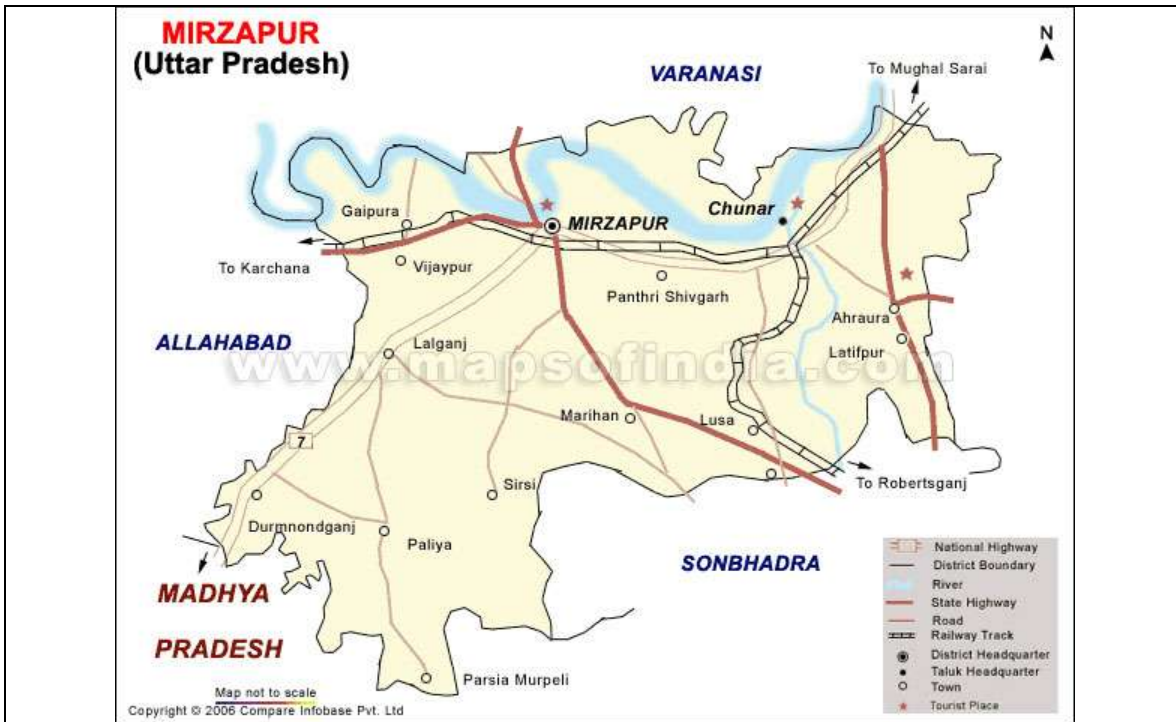 MIRZAPUR
(Uttar Pradesh)
N
VARANASI
To Mughal Sarai
Gaipura
Chunar
MIRZAPUR
To Karchana
Vijaypur
Panthri Shivgarh
Ahraura
ALLAHABAD
Lalganj
Latifpur
www.mapsofindia.com
Marihan
Lusa
7
Sirsi
To Robertsganj
Durmnondganj
Paliya
SONBHADRA
MADHYA
PRADESH
Parsia Murpeli
National Highway
District Boundary
River
State Highway
Road
Railway Track
District Headquarter
Taluk Headquarter
Town
Tourist Place
Map not to scale
Copyright © 2006 Compare Infobase Pvt. Ltd